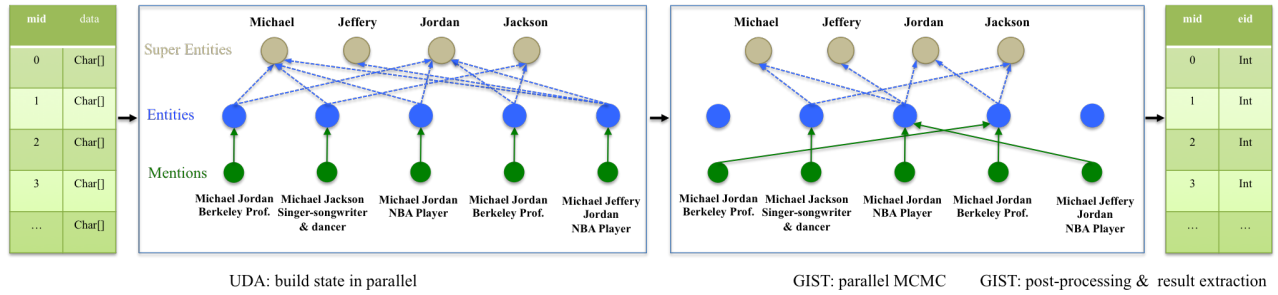 mid data
0 Char[]
1 Char[]
2 Char[]
3 Char[]
... Char[]
Michael Jeffery Jordan Jackson
Super Entities
Entities
Mentions
Michael Jordan
Berkeley Prof.
Michael Jackson
Singer-songwriter
& dancer
Michael Jordan
NBA Player
Michael Jordan
Berkeley Prof.
Michael Jeffery
Jordan
NBA Player
UDA: build state in parallel
Michael Jeffery Jordan Jackson
Michael Jordan
Berkeley Prof.
Michael Jackson
Singer-songwriter
& dancer
Michael Jordan
NBA Player
Michael Jordan
Berkeley Prof.
Michael Jeffery
Jordan
NBA Player
GIST: parallel MCMC
mid eid
0 Int
1 Int
2 Int
3 Int
... ...
GIST: post-processing & result extraction